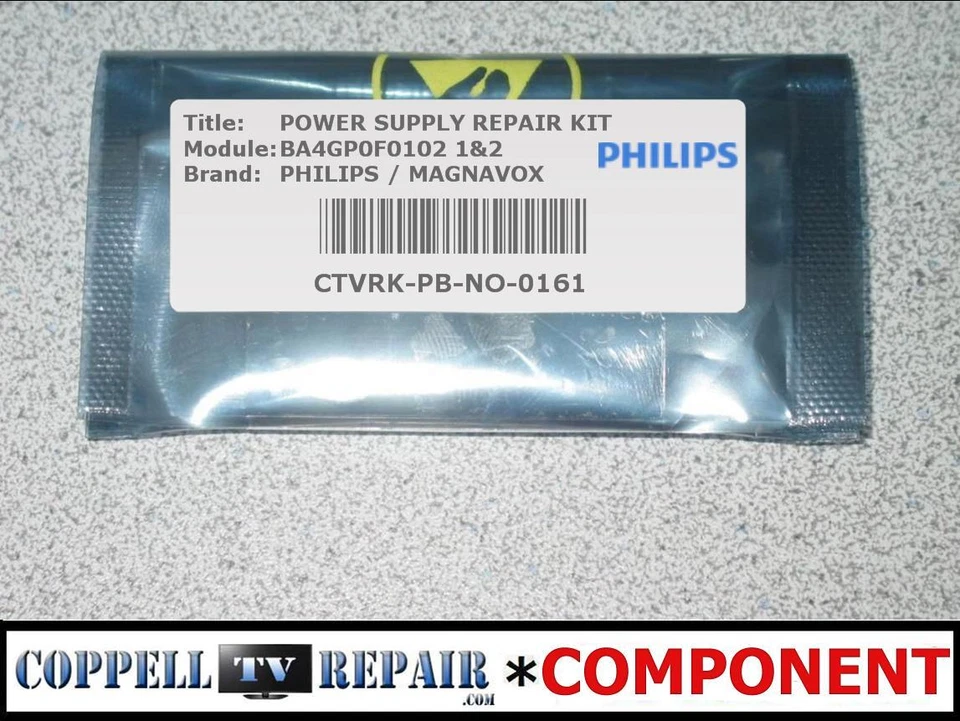 Title: POWER SUPPLY REPAIR KIT
Module: BA4GP0F0102 1&2
Brand: PHILIPS / MAGNAVOX
PHILIPS
CTVRK-PB-NO-0161
COPPELL TV REPAIR .COM *COMPONENT